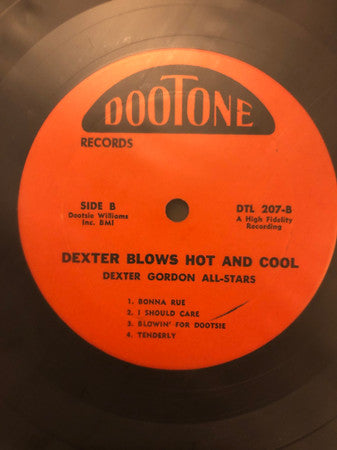 DOOTONE
RECORDS
SIDE B
Dootsie Williams
Inc. BMI
DTL 207-B
A High Fidelity
Recording
DEXTER BLOWS HOT AND COOL
DEXTER GORDON ALL-STARS
1. BONNA RUE
2. I SHOULD CARE
3. BLOWIN' FOR DOOTSIE
4. TENDERLY